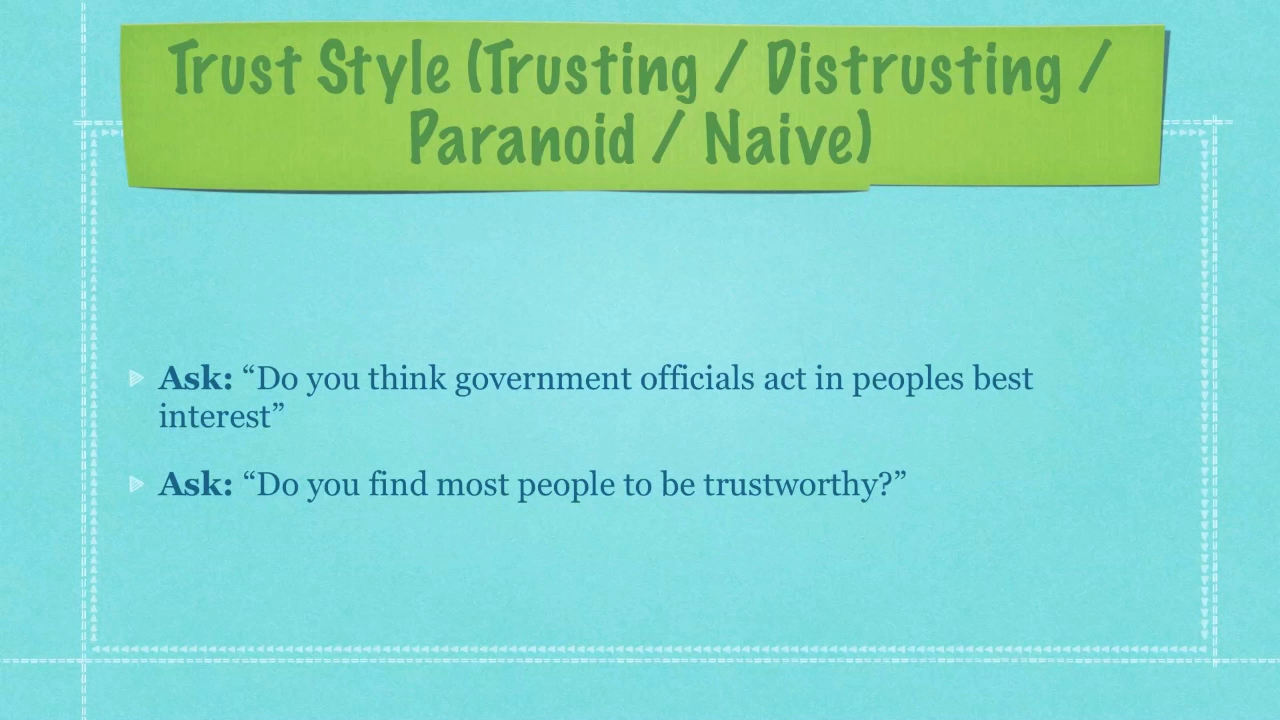 Trust Style (Trusting / Distrusting /
Paranoid / Naive)
Ask: “Do you think government officials act in peoples best
interest”
Ask: “Do you find most people to be trustworthy?”